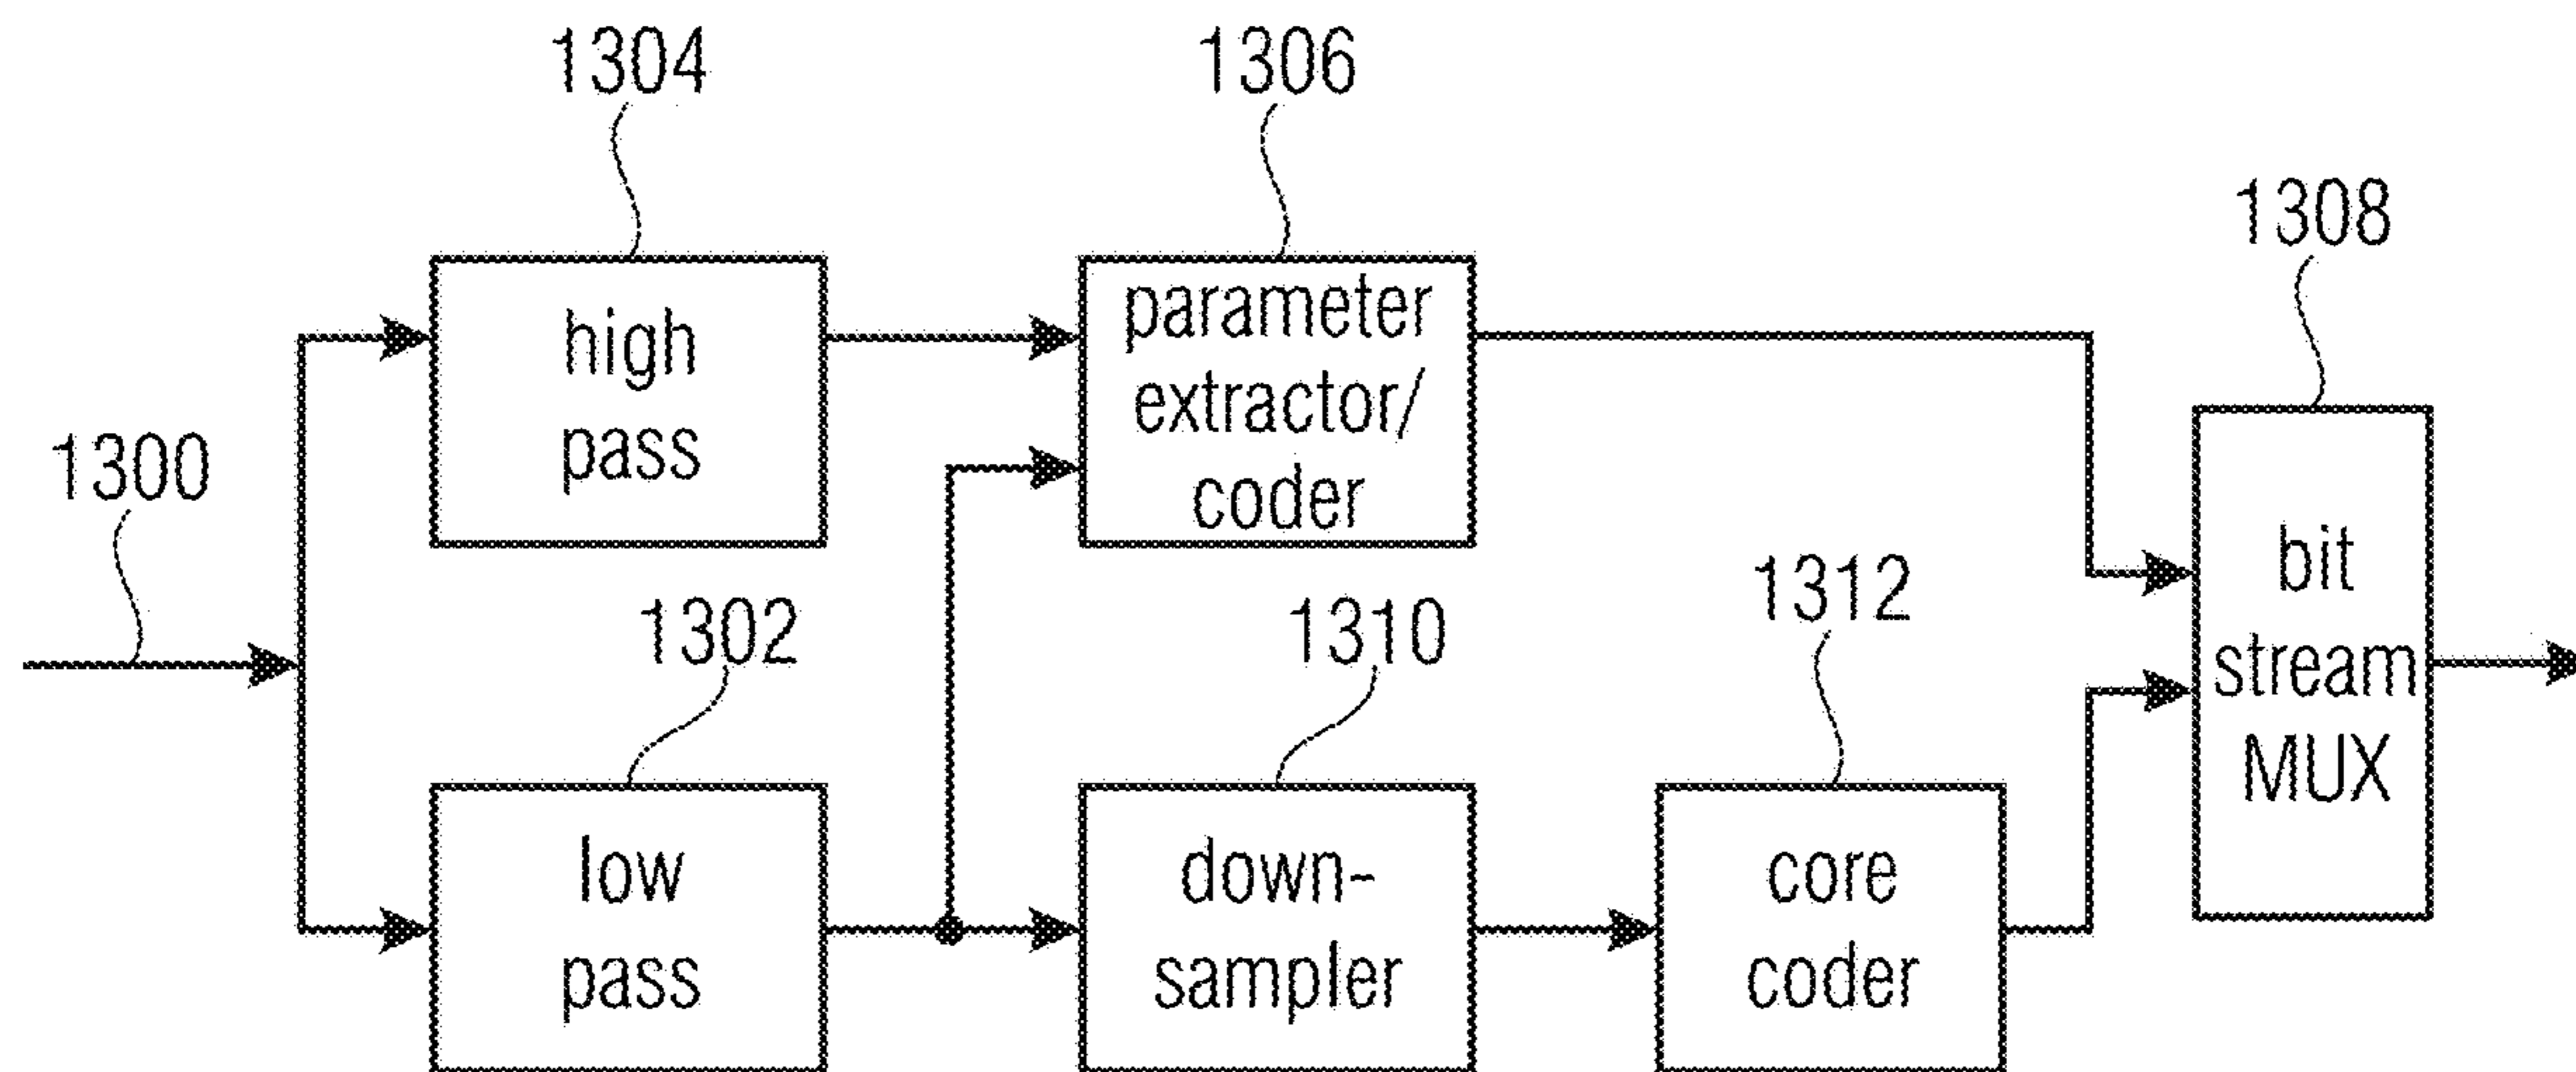 1304
1306
1308
high
pass
parameter
extractor/
coder
1300
1302
1310
1312
bit
stream
MUX
low
pass
down-
sampler
core
coder